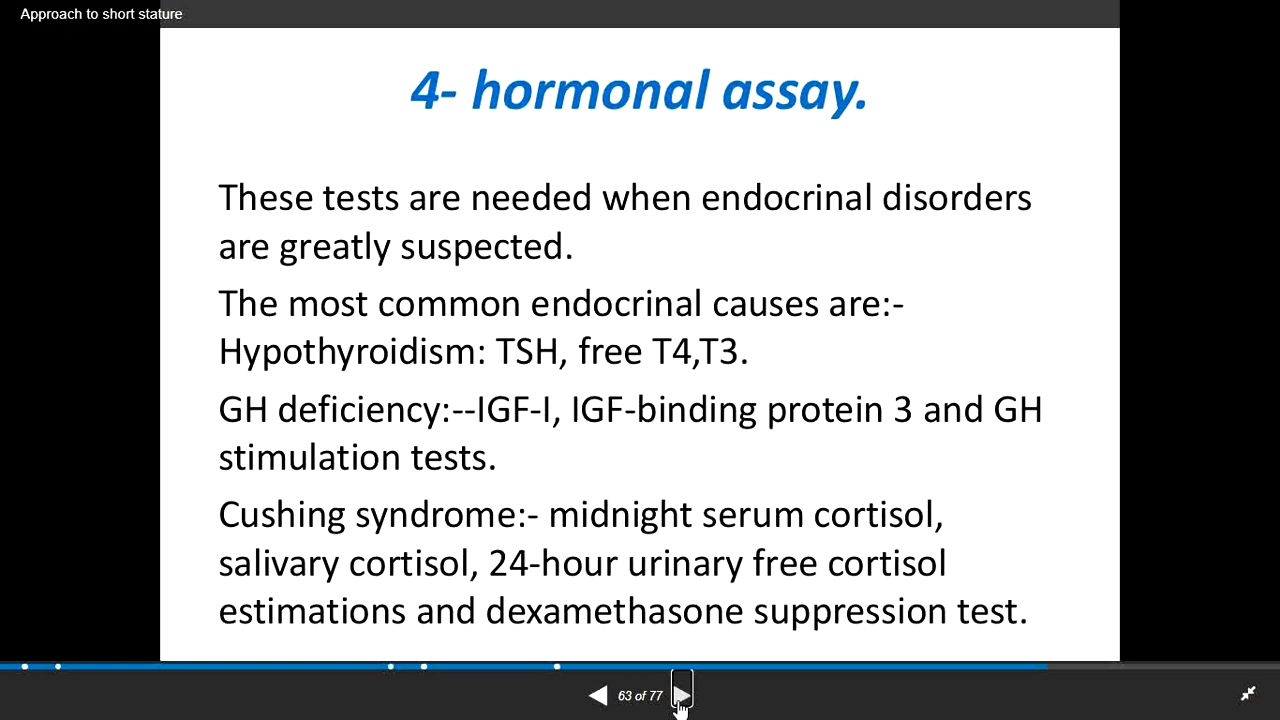 Approach to short stature
4- hormonal assay.
These tests are needed when endocrinal disorders
are greatly suspected.
The most common endocrinal causes are:-
Hypothyroidism: TSH, free T4,T3.
GH deficiency:--IGF-I, IGF-binding protein 3 and GH
stimulation tests.
Cushing syndrome:- midnight serum cortisol,
salivary cortisol, 24-hour urinary free cortisol
estimations and dexamethasone suppression test.
63 of 77